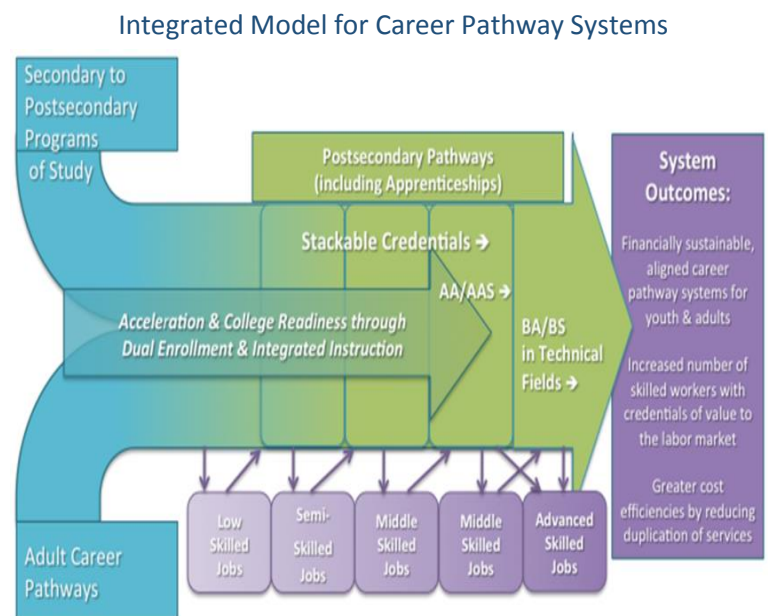 Integrated Model for Career Pathway Systems
Secondary to
Postsecondary
Programs
of Study
Postsecondary Pathways
(including Apprenticeships)
Stackable Credentials →
AA/AAS →
Acceleration & College Readiness through
Dual Enrollment & Integrated Instruction
BA/BS
in Technical
Fields →
System
Outcomes:
Financially sustainable,
aligned career
pathway systems for
youth & adults
Increased number of
skilled workers with
credentials of value to
the labor market
Greater cost
efficiencies by reducing
duplication of services
Low
Skilled
Jobs
Semi-
Skilled
Jobs
Middle
Skilled
Jobs
Middle
Skilled
Jobs
Advanced
Skilled
Jobs
Adult Career
Pathways